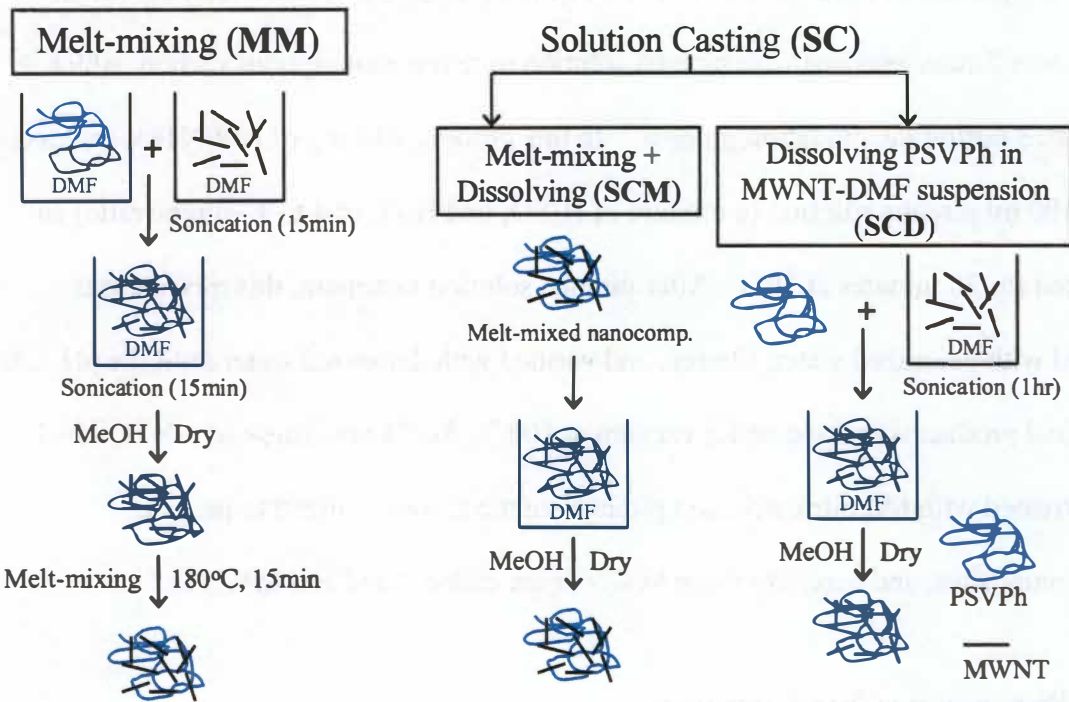 Melt-mixing (MM)
DMF
+
DMF
Sonication (15min)
DMF
Sonication (15min)
MeOH Dry
Melt-mixing 180°C, 15min
Solution Casting (SC)
Melt-mixing +
Dissolving (SCM)
Melt-mixed nanocomp.
DMF
MeOH Dry
Dissolving PSVPh in
MWNT-DMF suspension
(SCD)
+
DMF
Sonication (1hr)
DMF
MeOH Dry
PSVPh
MWNT